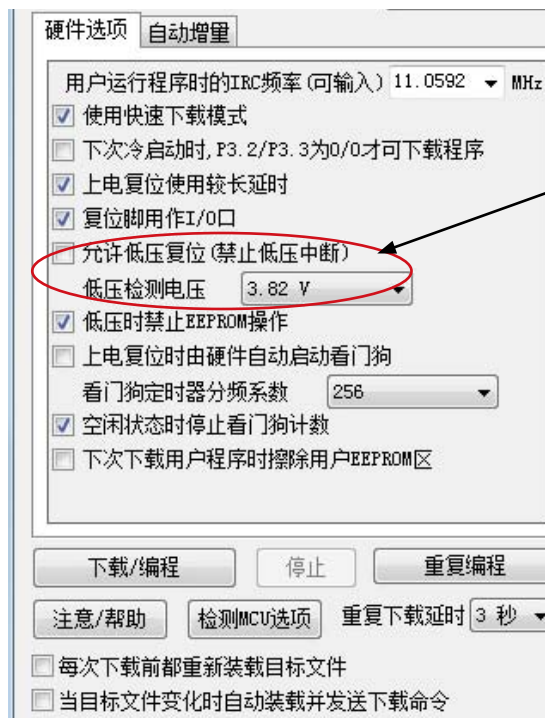 硬件选项 自动增量
用户运行程序时的IRC频率(可输入) 11.0592 MHz
使用快速下载模式
下次冷启动时,P3.2/P3.3为0/0才可下载程序
上电复位使用较长延时
复位脚用作I/O口
允许低压复位(禁止低压中断)
低压检测电压 3.82 V
低压时禁止EEPROM操作
上电复位时由硬件自动启动看门狗
看门狗定时器分频系数 256
空闲状态时停止看门狗计数
下次下载用户程序时擦除用户EEPROM区
下载/编程 停止 重复编程
注意/帮助 检测MCU选项 重复下载延时 3 秒
每次下载前都重新装载目标文件
当目标文件变化时自动装载并发送下载命令